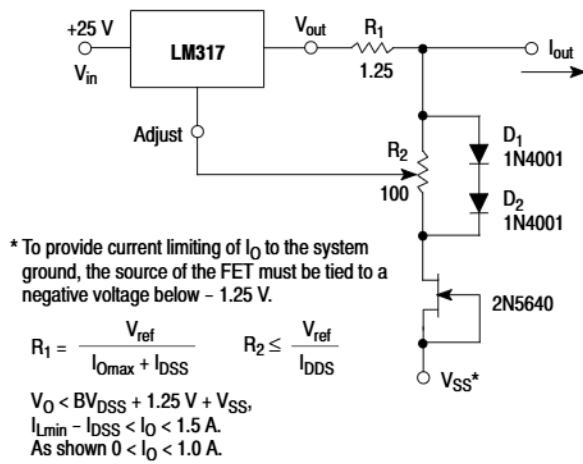 +25 V
V_in
LM317
V_out
R_1
1.25
I_out
Adjust
R_2
100
D_1
1N4001
D_2
1N4001
* To provide current limiting of I_O to the system
ground, the source of the FET must be tied to a
negative voltage below – 1.25 V.
2N5640
V_SS*
R_1 = V_ref / (I_Omax + I_DSS)
R_2 ≤ V_ref / I_DDS
V_O < BV_DSS + 1.25 V + V_SS,
I_Lmin – I_DSS < I_O < 1.5 A.
As shown 0 < I_O < 1.0 A.